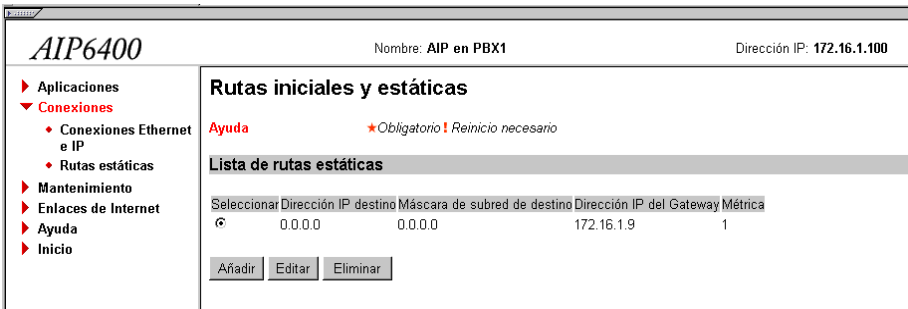 AIP6400 Nombre: AIP en PBX1 Dirección IP: 172.16.1.100
Aplicaciones
Conexiones
Conexiones Ethernet
e IP
Rutas estáticas
Mantenimiento
Enlaces de Internet
Ayuda
Inicio
Rutas iniciales y estáticas
Ayuda ★Obligatorio ! Reinicio necesario
Lista de rutas estáticas
Seleccionar Dirección IP destino Máscara de subred de destino Dirección IP del Gateway Métrica
0.0.0.0 0.0.0.0 172.16.1.9 1
Añadir Editar Eliminar